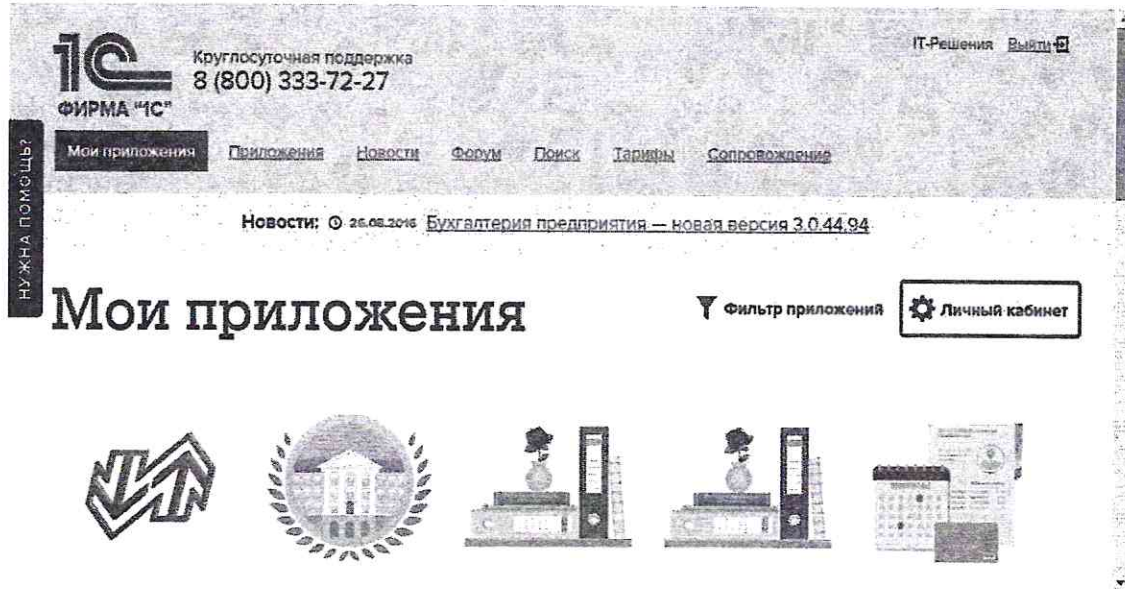 1С
ФИРМА "1С"
Круглосуточная поддержка
8 (800) 333-72-27
IT-Решения Выйти
Мои приложения Приложения Новости Форум Поиск Тарифы Сопровождение
НУЖНА ПОМОЩЬ?
Новости: 26.08.2016 Бухгалтерия предприятия — новая версия 3.0.44.94
Мои приложения
Фильтр приложений
Личный кабинет